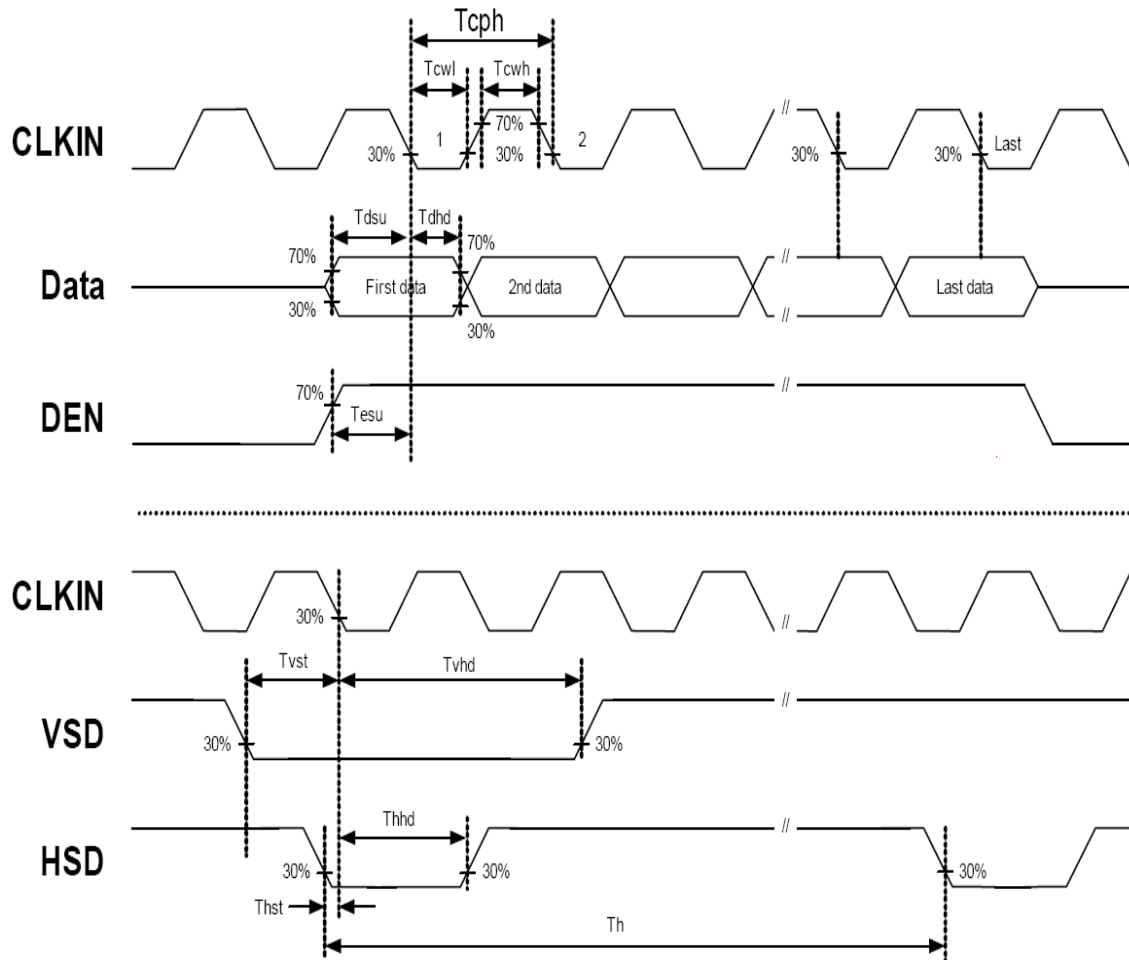 Tcph
Tcwl Tcwh
CLKIN 30% 1 70% 30% 2 // 30% 30% Last
//
Tdsu Tdhd
70% 70% //
Data First data 2nd data Last data
30% 30% //
70% //
DEN Tesu
CLKIN 30% //
Tvst Tvhd
//
VSD 30% 30%
Thhd //
HSD 30% 30% 30%
Thst
Th